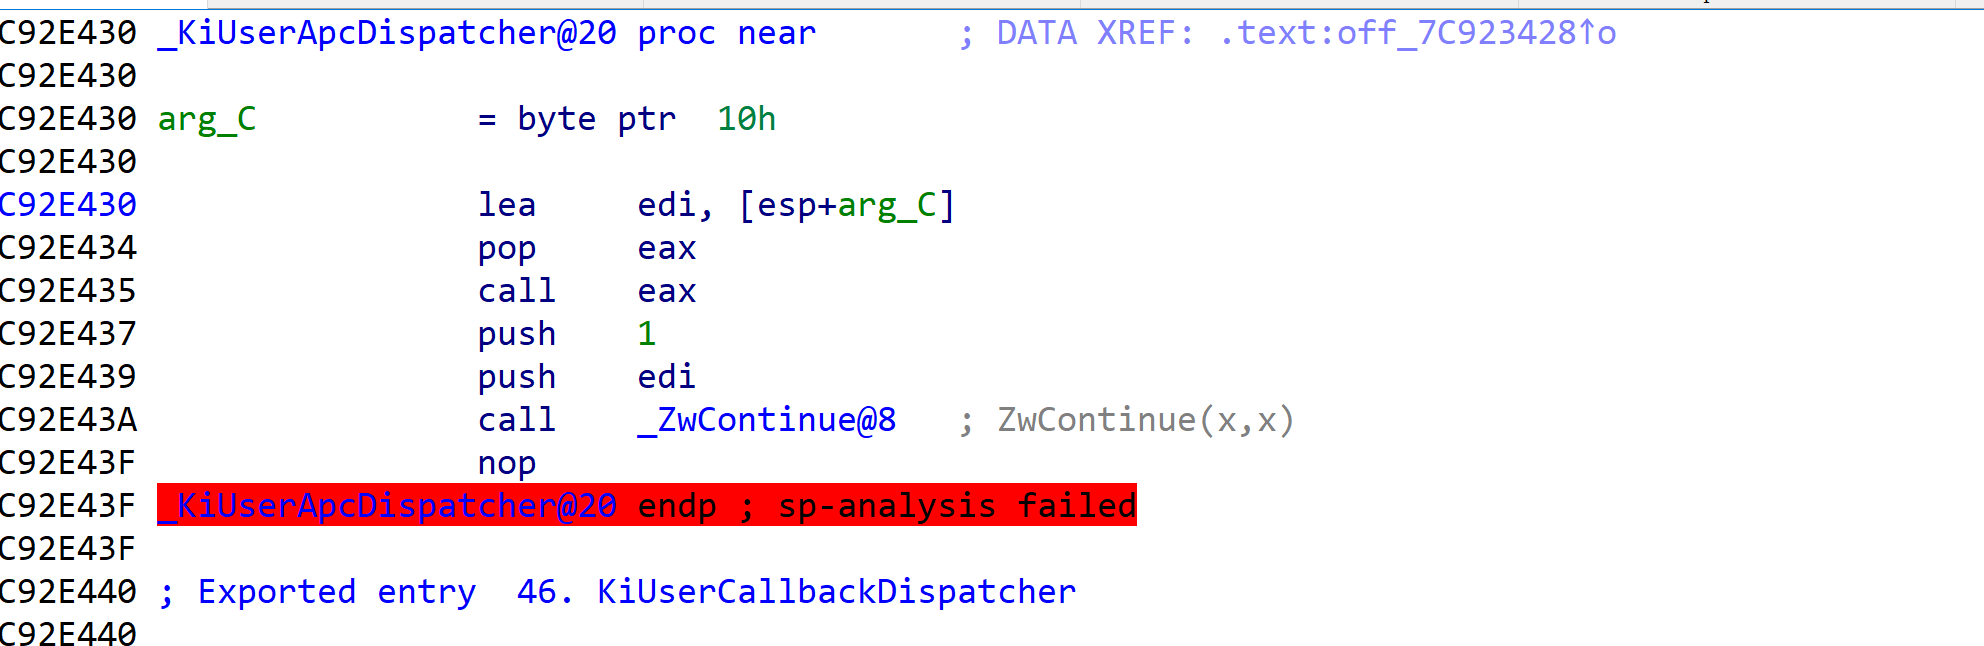 C92E430 _KiUserApcDispatcher@20 proc near ; DATA XREF: .text:off_7C923428↑o
C92E430
C92E430 arg_C = byte ptr 10h
C92E430
C92E430 lea edi, [esp+arg_C]
C92E434 pop eax
C92E435 call eax
C92E437 push 1
C92E439 push edi
C92E43A call _ZwContinue@8 ; ZwContinue(x,x)
C92E43F nop
C92E43F _KiUserApcDispatcher@20 endp ; sp-analysis failed
C92E43F
C92E440 ; Exported entry 46. KiUserCallbackDispatcher
C92E440